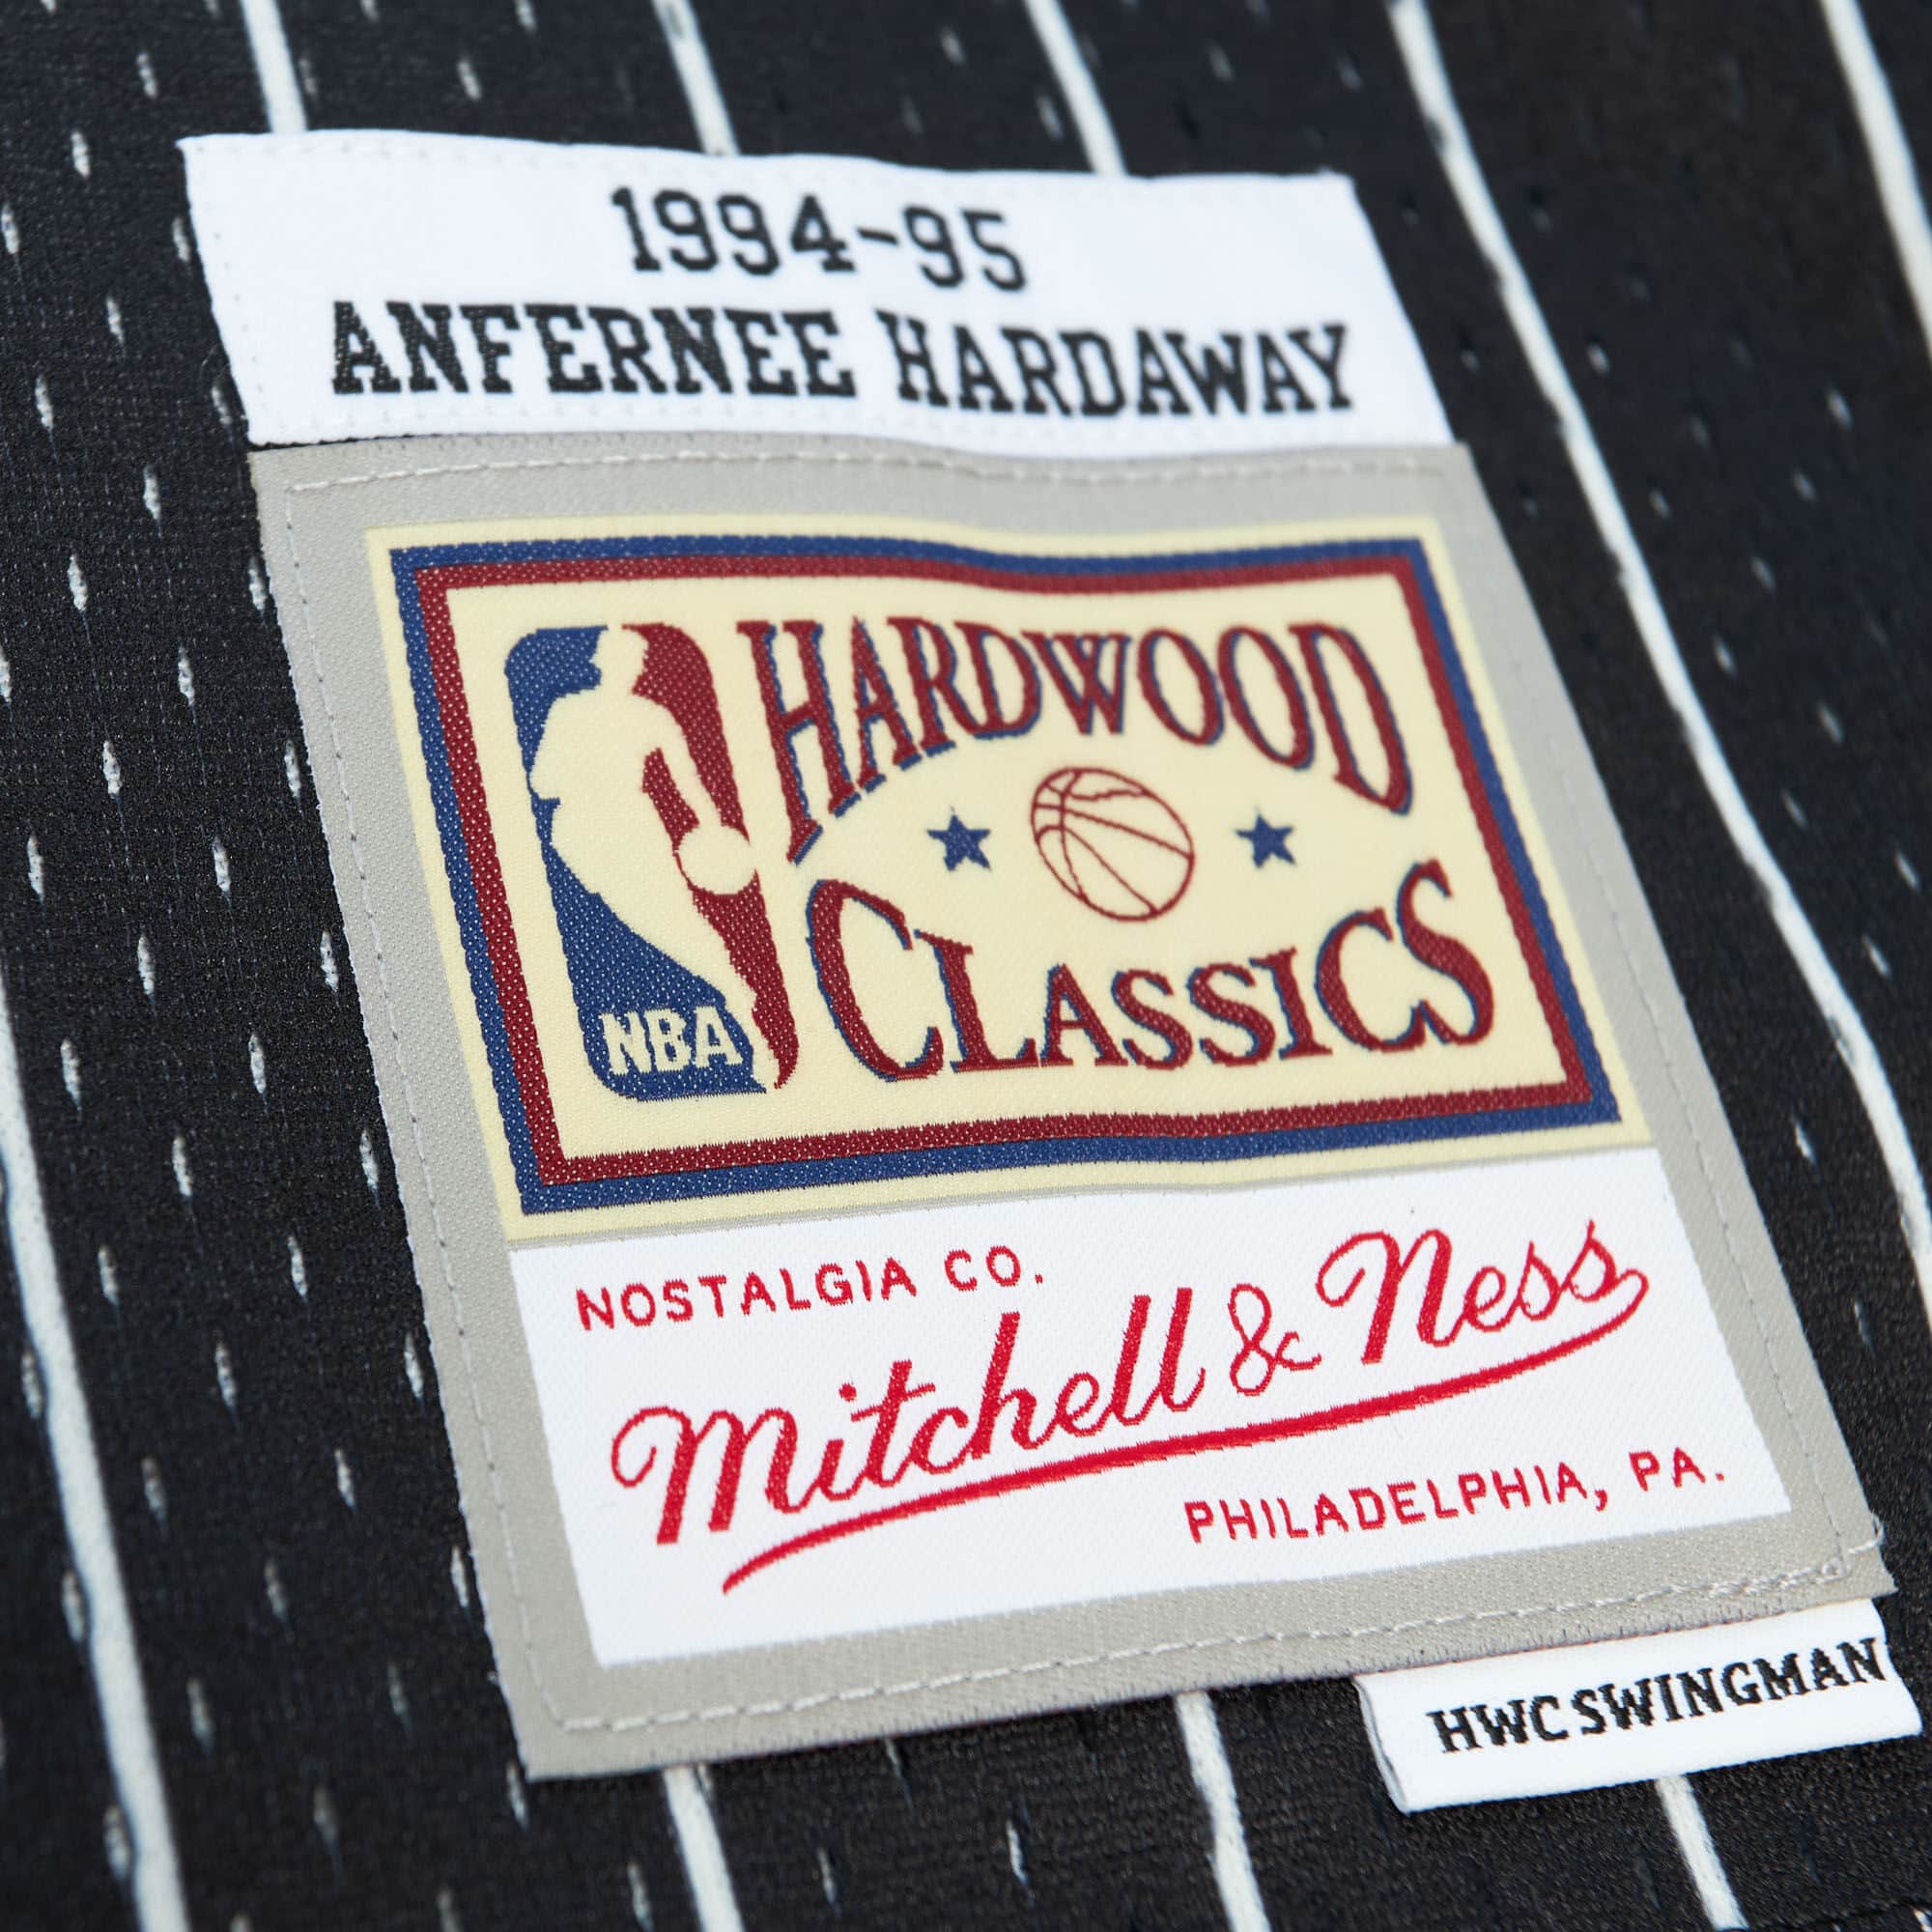 1994-95
ANFERNEE HARDAWAY
HARDWOOD
CLASSICS
NBA
NOSTALGIA CO.
Mitchell & Ness
PHILADELPHIA, PA.
HWC SWINGMAN